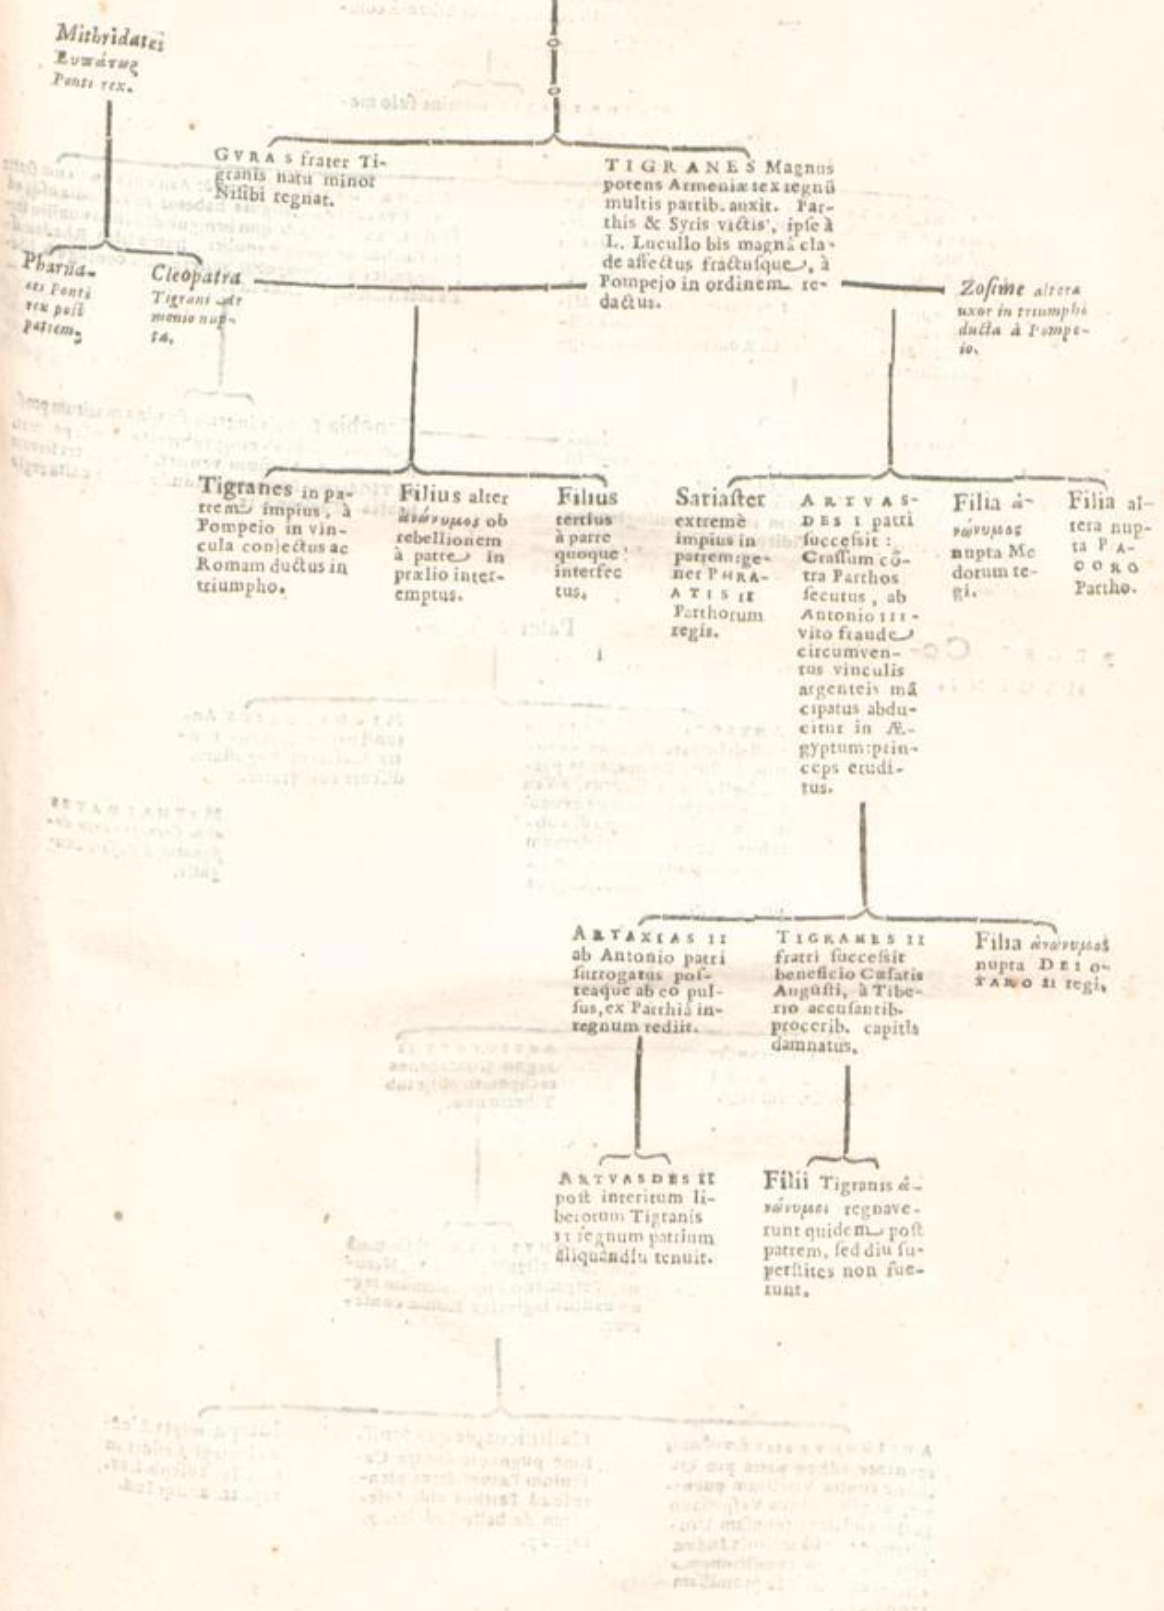 Mithridates
Ευπάτωρ
Ponti rex.
GVRAS frater Ti-
granis natu minor
Nisibi regnat.
TIGRANES Magnus
potens Armeniæ rex regnũ
multis partib. auxit. Par-
this & Syris victis, ipse à
L. Lucullo bis magnâ cla-
de affectus fractusque, à
Pompejo in ordinem re-
dactus.
Pharna-
ces Ponti
rex post
patrem.
Cleopatra
Tigrani
monio nup-
ta.
Zosime altera
uxor in triumpho
ducta à Pompe-
io.
Tigranes in pa-
trem impius, à
Pompeio in vin-
cula conjectus ac
Romam ductus in
triumpho.
Filius alter
ἀνώνυμος ob
rebellionem
à patre in
prælio inter-
emptus.
Filius
tertius
à patre
quoque
interfec
tus.
Sariaster
extremè
impius in
patrem: ge-
ner PHRA-
ATIS II
Parthorum
regis.
ARTVAS-
DES I patri
successit:
Crassum cõ-
tra Parthos
secutus, ab
Antonio III-
vito fraude
circumven-
tus vinculis
argenteis mã
cipatus abdu-
citur in Æ-
gyptum: prin-
ceps erudi-
tus.
Filia ἀ-
νώνυμος
nupta Me
dorum re-
gi.
Filia al-
tera nup-
ta PA-
CORO
Partho.
ARTAXIAS II
ab Antonio patri
surrogatus pos-
teaque ab eo pul-
sus, ex Parthiâ in
regnum rediit.
TIGRANES II
fratri successit
beneficio Cæsaris
Augusti, à Tibe-
rio accusantib.
procerib. capitis
damnatus.
Filia ἀνώνυμος
nupta DEIO-
TARO II regi.
ARTVASDES II
post interitum li-
berorum Tigranis
II regnum patrium
aliquandiu tenuit.
Filii Tigranis ἀ-
νώνυμοι regnave-
runt quidem post
patrem, sed diu su-
perstites non fue-
runt.